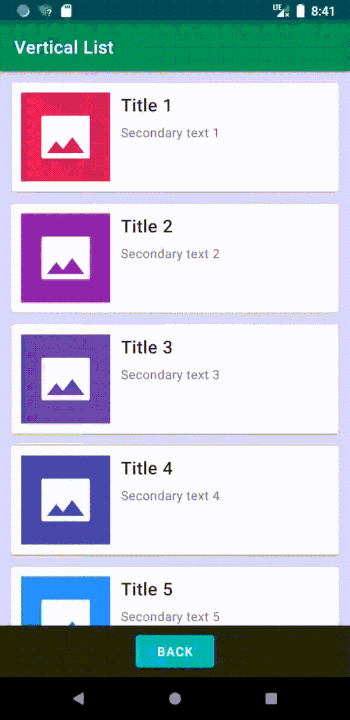 LTE 8:41
Vertical List
Title 1
Secondary text 1
Title 2
Secondary text 2
Title 3
Secondary text 3
Title 4
Secondary text 4
Title 5
Secondary text 5
BACK